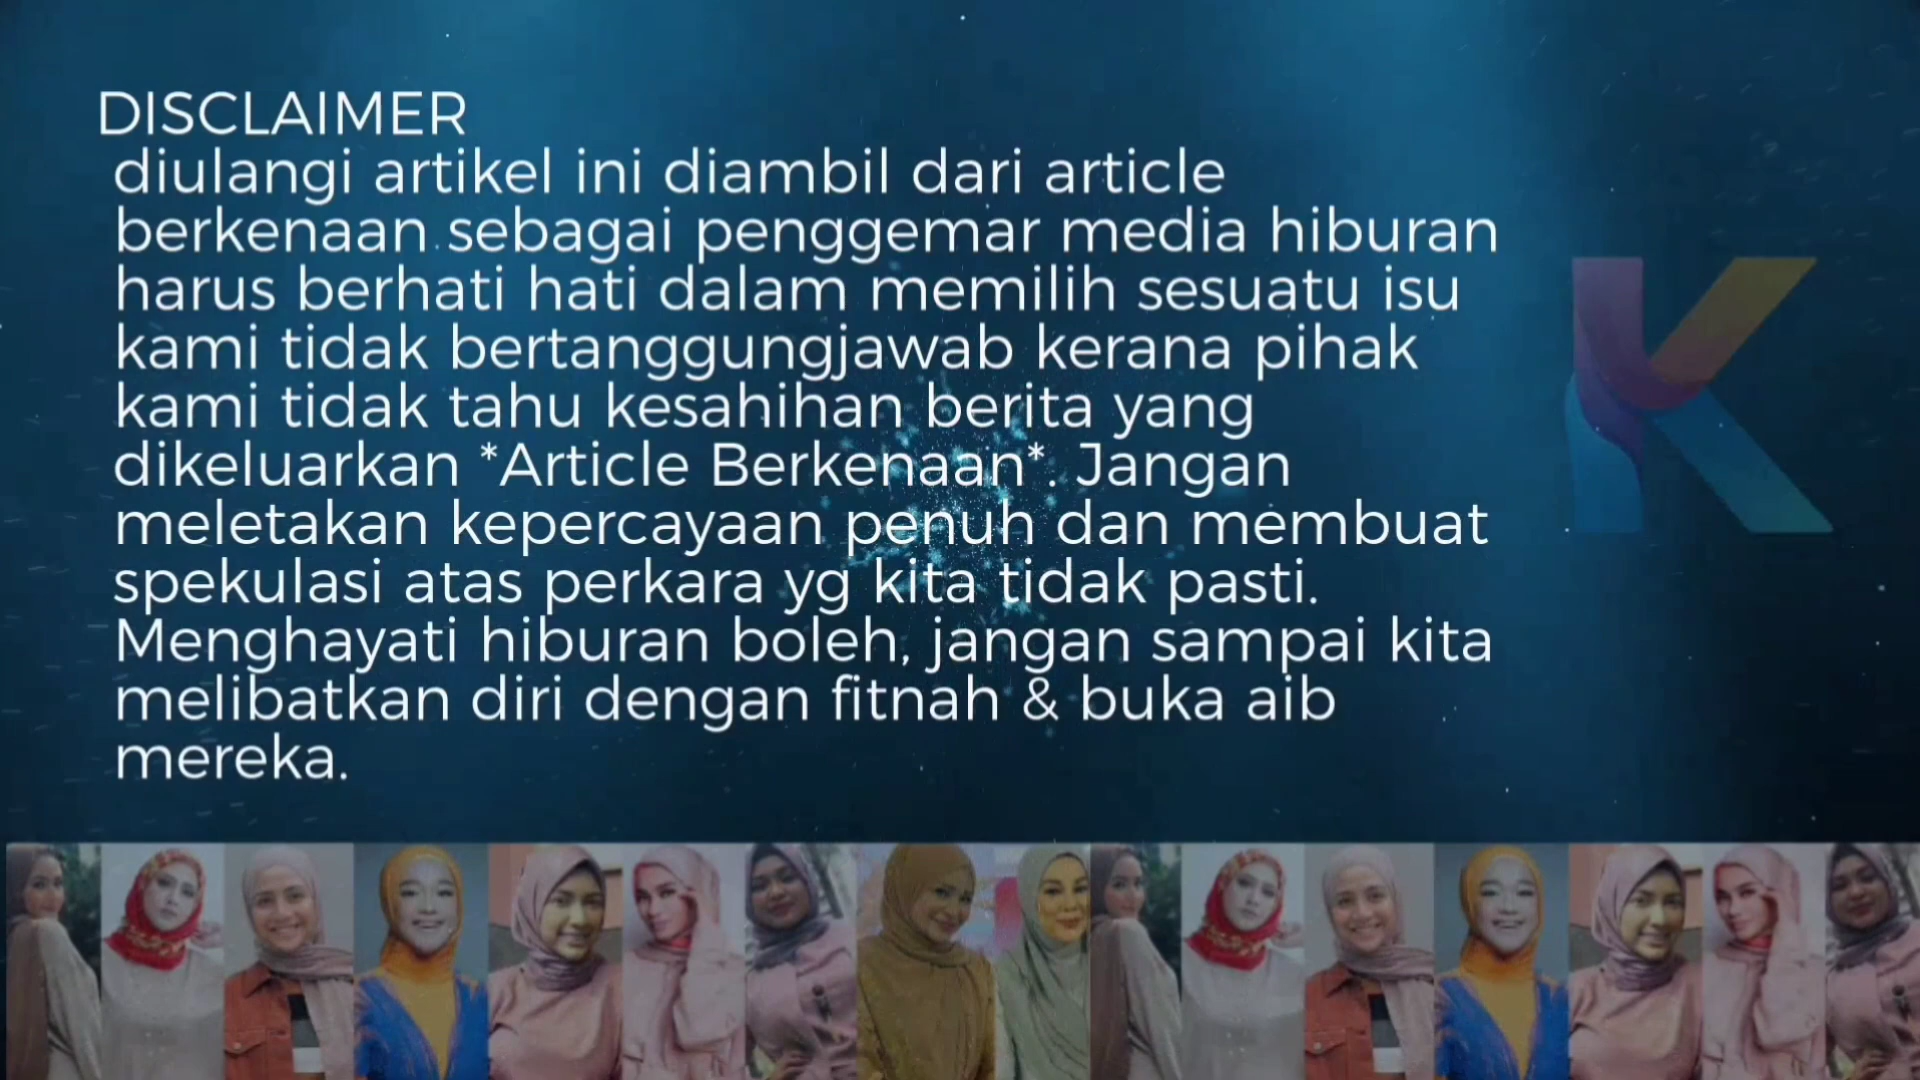 DISCLAIMER
diulangi artikel ini diambil dari article
berkenaan sebagai penggemar media hiburan
harus berhati hati dalam memilih sesuatu isu
kami tidak bertanggungjawab kerana pihak
kami tidak tahu kesahihan berita yang
dikeluarkan *Article Berkenaan*. Jangan
meletakan kepercayaan penuh dan membuat
spekulasi atas perkara yg kita tidak pasti.
Menghayati hiburan boleh, jangan sampai kita
melibatkan diri dengan fitnah & buka aib
mereka.
K